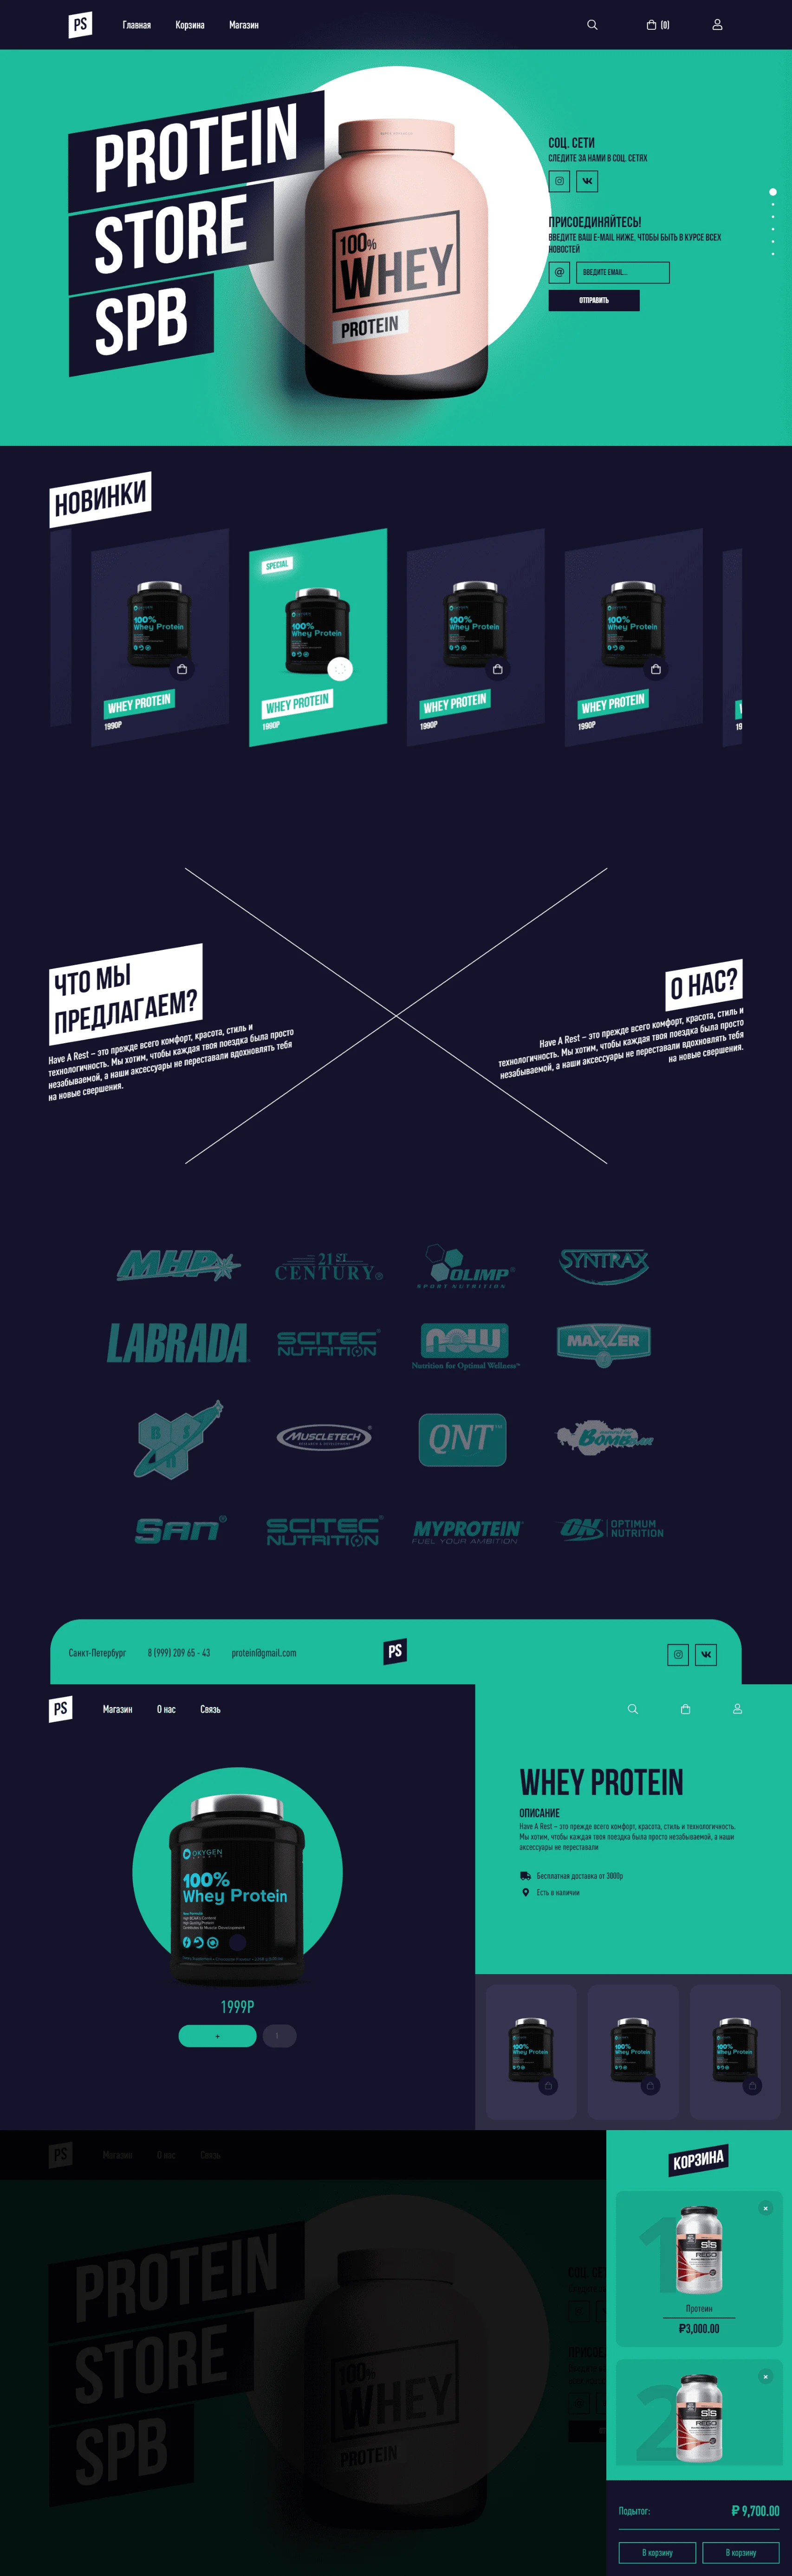 PS
Главная
Корзина
Магазин
(0)
PROTEIN
STORE
SPB
100%
WHEY
PROTEIN
СОЦ. СЕТИ
СЛЕДИТЕ ЗА НАМИ В СОЦ. СЕТЯХ
ПРИСОЕДИНЯЙТЕСЬ!
ВВЕДИТЕ ВАШ E-MAIL НИЖЕ, ЧТОБЫ БЫТЬ В КУРСЕ ВСЕХ
НОВОСТЕЙ
@
ВВЕДИТЕ EMAIL...
ОТПРАВИТЬ
НОВИНКИ
100%
Whey Protein
WHEY PROTEIN
1990Р
SPECIAL
100%
Whey Protein
WHEY PROTEIN
1990Р
100%
Whey Protein
WHEY PROTEIN
1990Р
100%
Whey Protein
WHEY PROTEIN
1990Р
ЧТО МЫ
ПРЕДЛАГАЕМ?
Have A Rest – это прежде всего комфорт, красота, стиль и
технологичность. Мы хотим, чтобы каждая твоя поездка была просто
незабываемой, а наши аксессуары не переставали вдохновлять тебя
на новые свершения.
О НАС?
Have A Rest – это прежде всего комфорт, красота, стиль и
технологичность. Мы хотим, чтобы каждая твоя поездка была просто
незабываемой, а наши аксессуары не переставали вдохновлять тебя
на новые свершения.
MHP
21ST
CENTURY®
OLIMP®
SPORT NUTRITION
SYNTRAX
LABRADA
SCITEC
NUTRITION
NOW®
Nutrition for Optimal Wellness™
MAXLER
BSN
MUSCLETECH
QNT™
Bombbar
SAN®
SCITEC
NUTRITION
MYPROTEIN
FUEL YOUR AMBITION
ON OPTIMUM
NUTRITION
Санкт-Петербург
8 (999) 209 65 - 43
protein@gmail.com
PS
PS
Магазин
О нас
Связь
OXYGEN
SPORTS
100%
Whey Protein
1999Р
+
1
WHEY PROTEIN
ОПИСАНИЕ
Have A Rest – это прежде всего комфорт, красота, стиль и технологичность.
Мы хотим, чтобы каждая твоя поездка была просто незабываемой, а наши
аксессуары не переставали
Бесплатная доставка от 3000р
Есть в наличии
100%
Whey Protein
100%
Whey Protein
100%
Whey Protein
PS
Магазин
О нас
Связь
PROTEIN
STORE
SPB
100%
WHEY
PROTEIN
СОЦ. СЕ
ПРИСОЕ
КОРЗИНА
1
×
SiS
REGO
Протеин
₽3,000.00
2
×
SiS
REGO
Подытог:
₽ 9,700.00
В корзину
В корзину